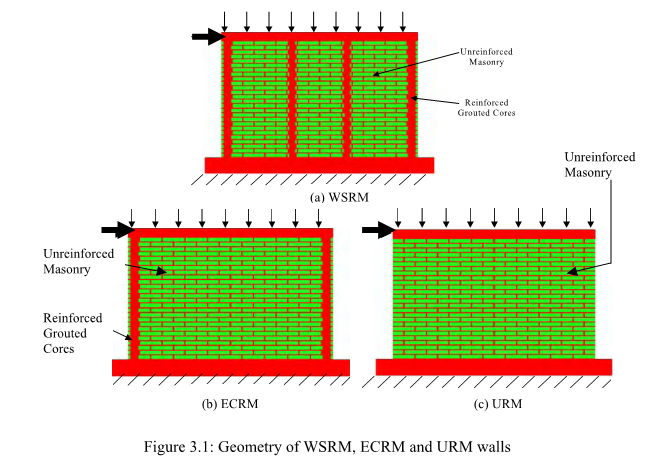 Unreinforced
Masonry
Reinforced
Grouted Cores
(a) WSRM
Unreinforced
Masonry
Unreinforced
Masonry
Reinforced
Grouted
Cores
(b) ECRM
(c) URM
Figure 3.1: Geometry of WSRM, ECRM and URM walls